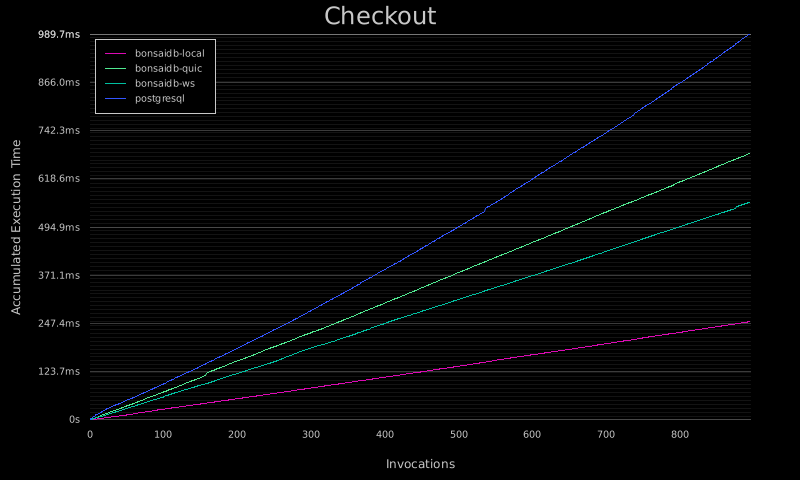 Checkout
989.7ms
bonsaidb-local
bonsaidb-quic
bonsaidb-ws
postgresql
866.0ms
742.3ms
618.6ms
494.9ms
371.1ms
247.4ms
123.7ms
0s
Accumulated Execution Time
0 100 200 300 400 500 600 700 800
Invocations